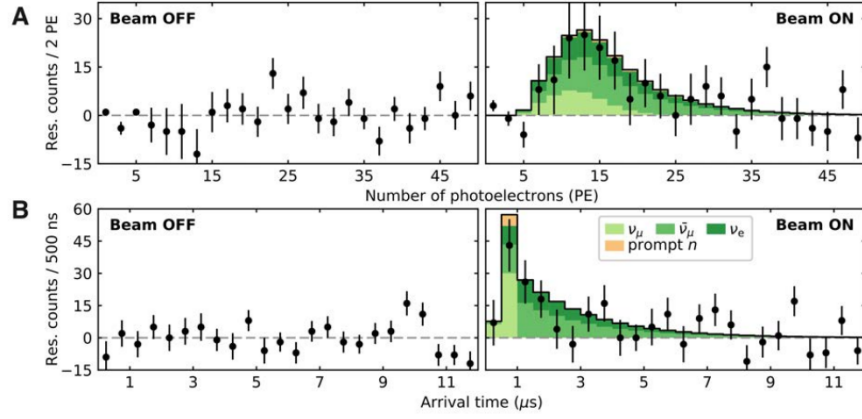 A
Beam OFF
Beam ON
Res. counts / 2 PE
30
15
0
−15
5 15 25 35 45 5 15 25 35 45
Number of photoelectrons (PE)
B
Beam OFF
Beam ON
Res. counts / 500 ns
60
45
30
15
0
−15
νμ ν̄μ νe
prompt n
1 3 5 7 9 11 1 3 5 7 9 11
Arrival time (μs)